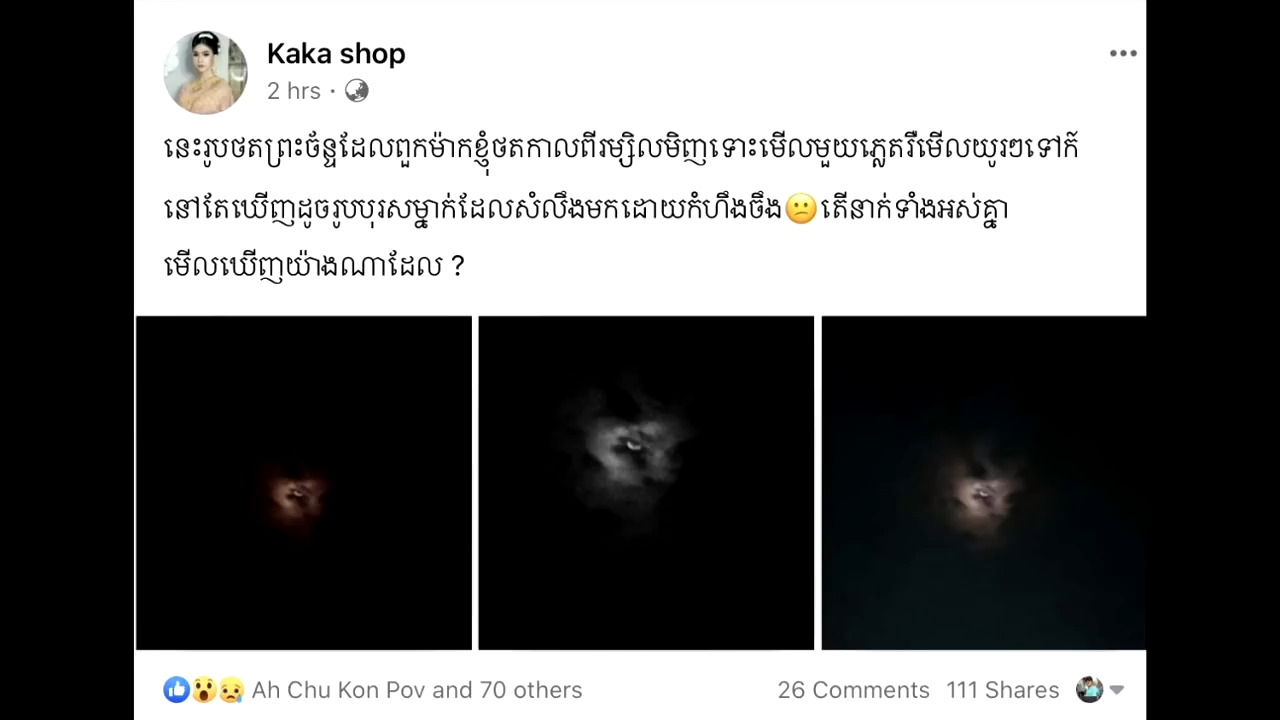 Kaka shop
2 hrs ·
នេះរូបថតព្រះច័ន្ទដែលពួកម៉ាកខ្ញុំថតកាលពីរម្សិលមិញទោះមើលមួយភ្លេតរឺមើលយូរៗទៅក៏
នៅតែឃើញដូចរូបបុរសម្នាក់ដែលសំលឹងមកដោយកំហឹងចឹង😕តើនាក់ទាំងអស់គ្នា
មើលឃើញយ៉ាងណាដែល ?
Ah Chu Kon Pov and 70 others 26 Comments 111 Shares